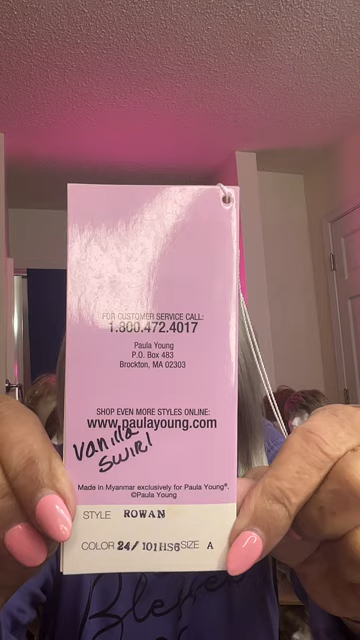 FOR CUSTOMER SERVICE CALL:
1.800.472.4017
Paula Young
P.O. Box 483
Brockton, MA 02303
SHOP EVEN MORE STYLES ONLINE:
www.paulayoung.com
Vanilla
SWIRL
Made in Myanmar exclusively for Paula Young®.
©Paula Young
STYLE ROWAN
COLOR 24/101HS6 SIZE A
Blessed